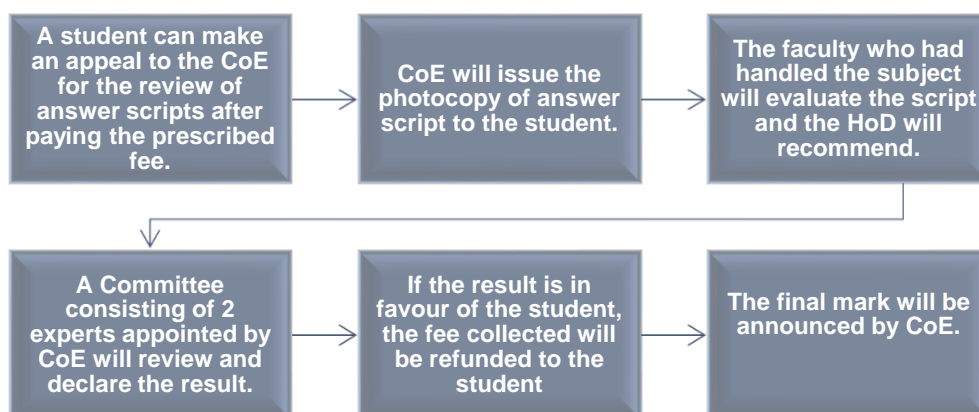 A student can make
an appeal to the CoE
for the review of
answer scripts after
paying the prescribed
fee.
CoE will issue the
photocopy of answer
script to the student.
The faculty who had
handled the subject
will evaluate the script
and the HoD will
recommend.
A Committee
consisting of 2
experts appointed by
CoE will review and
declare the result.
If the result is in
favour of the student,
the fee collected will
be refunded to the
student
The final mark will be
announced by CoE.